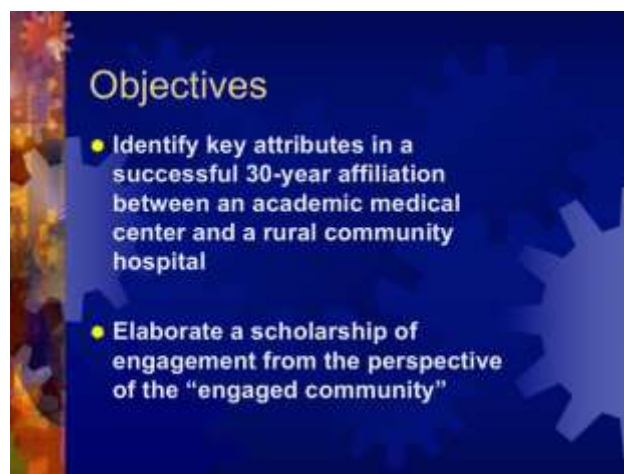 Objectives
Identify key attributes in a
successful 30-year affiliation
between an academic medical
center and a rural community
hospital
Elaborate a scholarship of
engagement from the perspective
of the “engaged community”